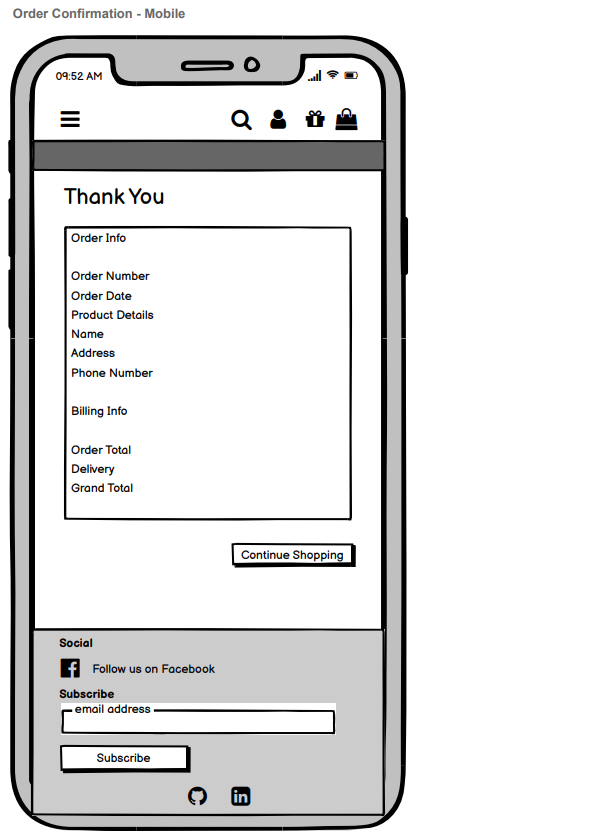 Order Confirmation - Mobile
09:52 AM
Thank You
Order Info
Order Number
Order Date
Product Details
Name
Address
Phone Number
Billing Info
Order Total
Delivery
Grand Total
Continue Shopping
Social
Follow us on Facebook
Subscribe
email address
Subscribe